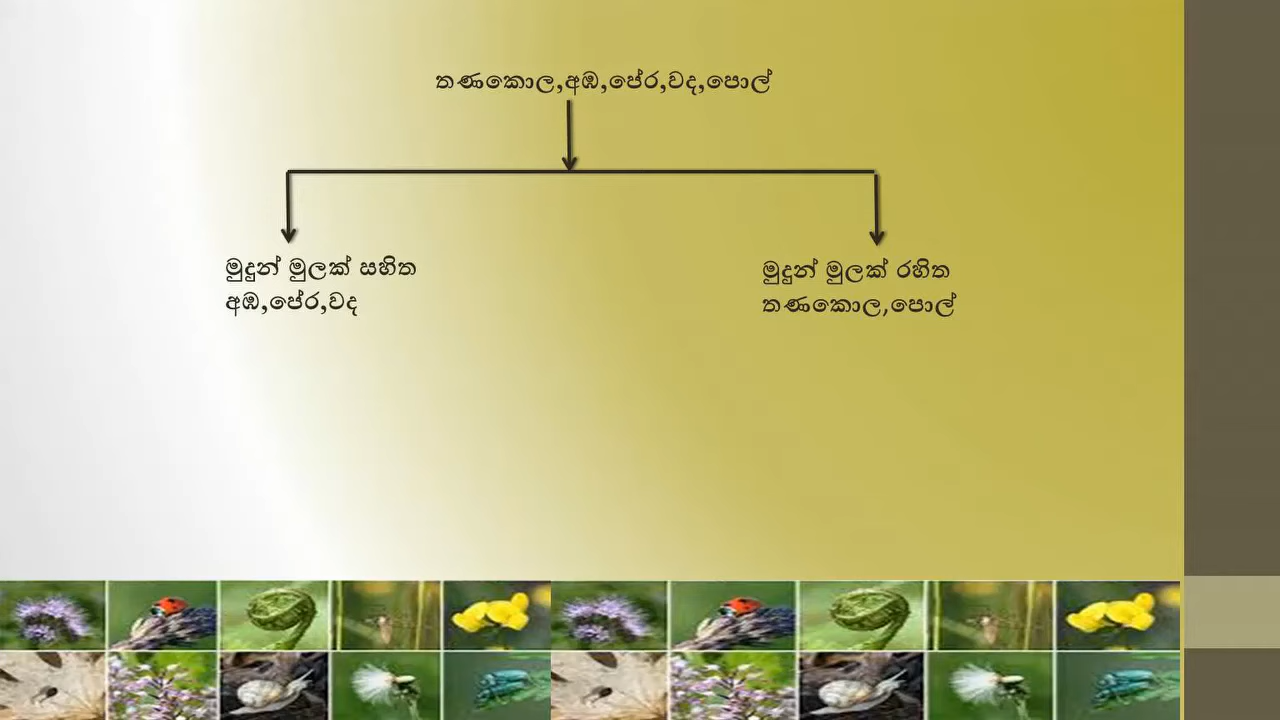 තණකොල,අඹ,පේර,වද,පොල්
මුදුන් මුලක් සහිත
අඹ,පේර,වද
මුදුන් මුලක් රහිත
තණකොල,පොල්